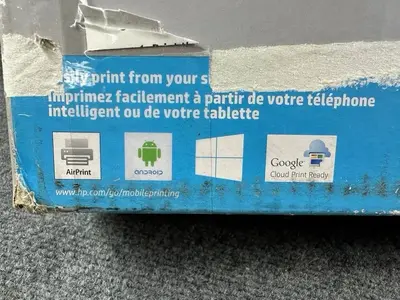 print from your
Imprimez facilement à partir de votre téléphone
intelligent ou de votre tablette
AirPrint
ANDROID
Google
Cloud Print Ready
www.hp.com/go/mobileprinting